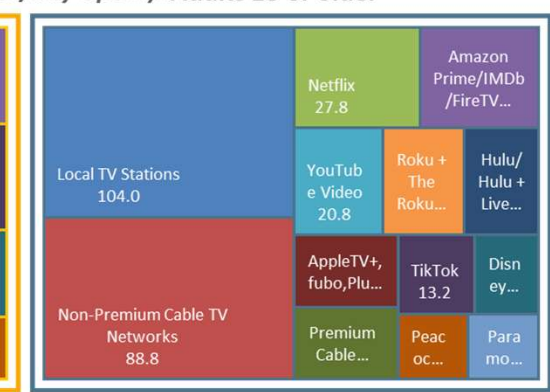 Local TV Stations
104.0
Non-Premium Cable TV
Networks
88.8
Netflix
27.8
Amazon
Prime/IMDb
/FireTV...
YouTub
e Video
20.8
Roku +
The
Roku...
Hulu/
Hulu +
Live...
AppleTV+,
fubo,Plu...
TikTok
13.2
Disn
ey...
Premium
Cable...
Peac
oc...
Para
mo...